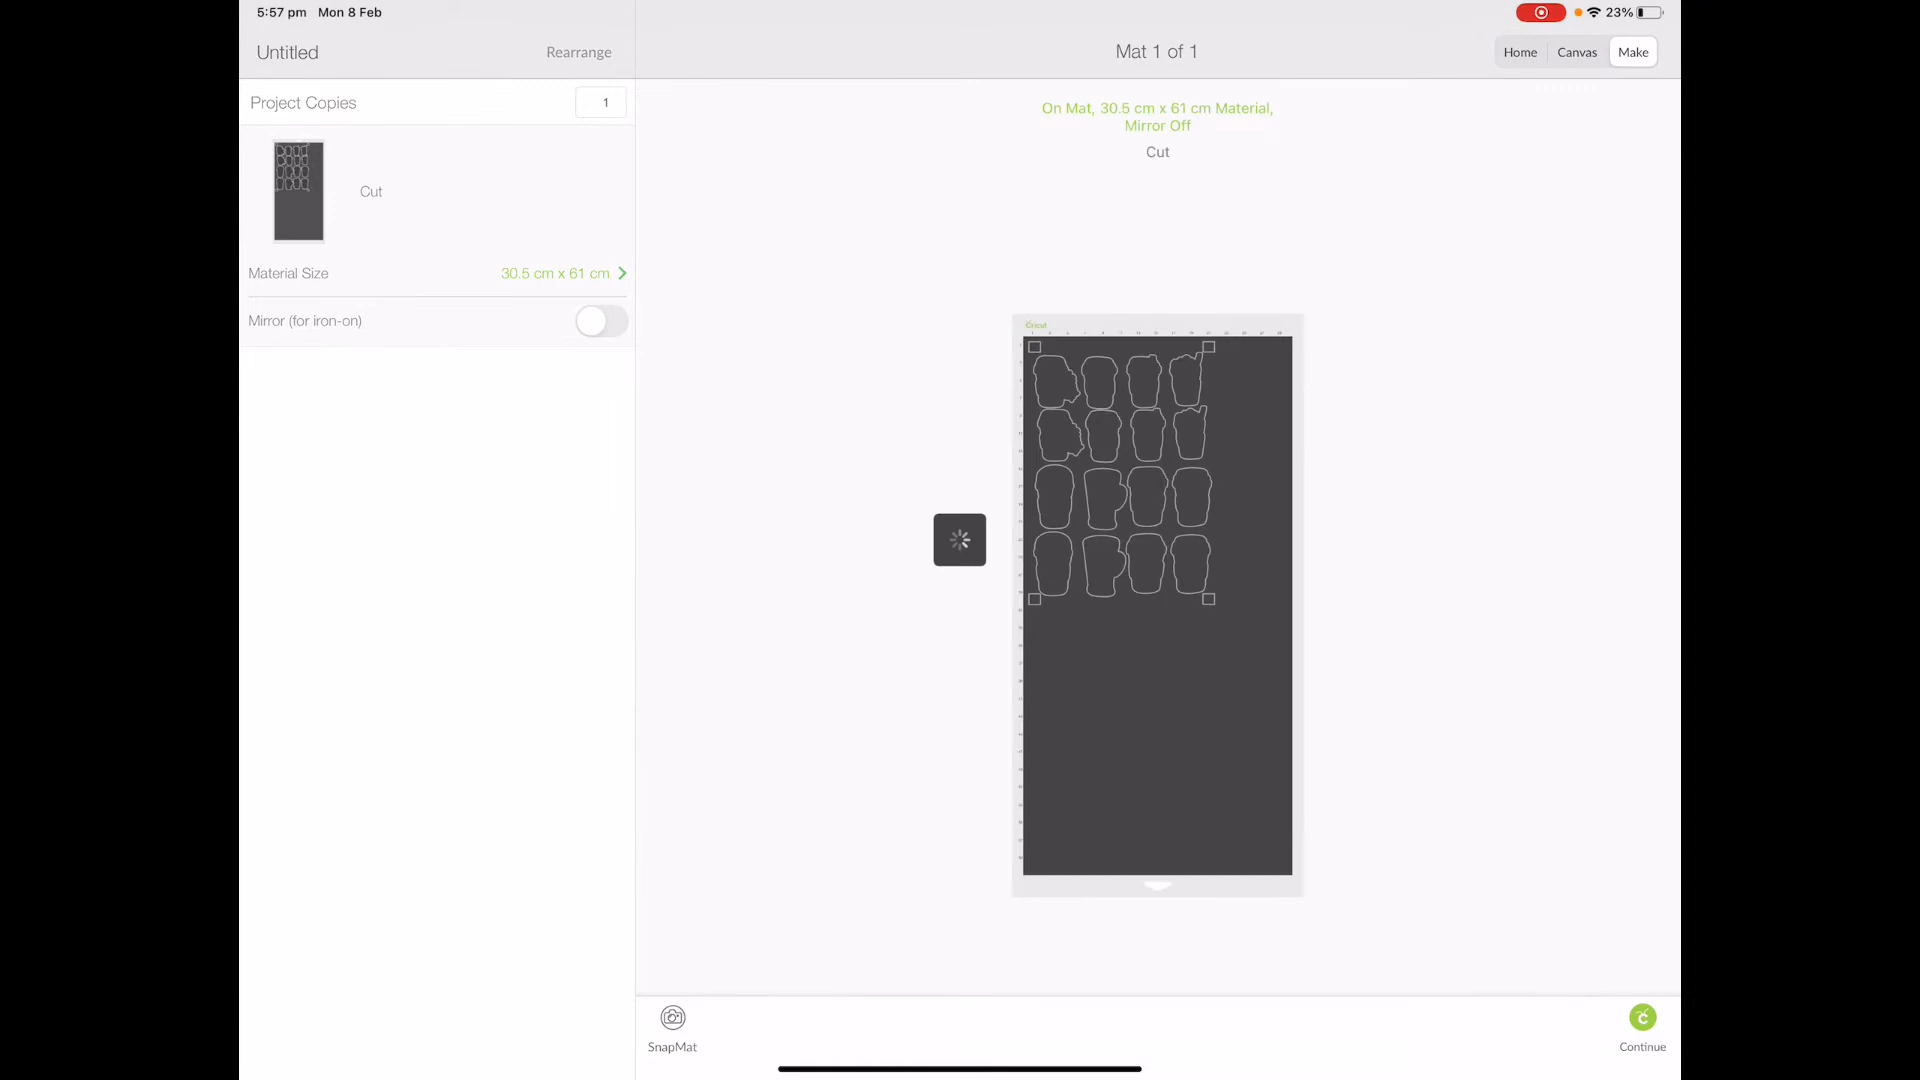 5:57 pm Mon 8 Feb
23%
Untitled
Rearrange
Mat 1 of 1
Home
Canvas
Make
Project Copies
1
On Mat, 30.5 cm x 61 cm Material,
Mirror Off
Cut
Cut
Material Size
30.5 cm x 61 cm
Mirror (for iron-on)
Cricut
SnapMat
Continue